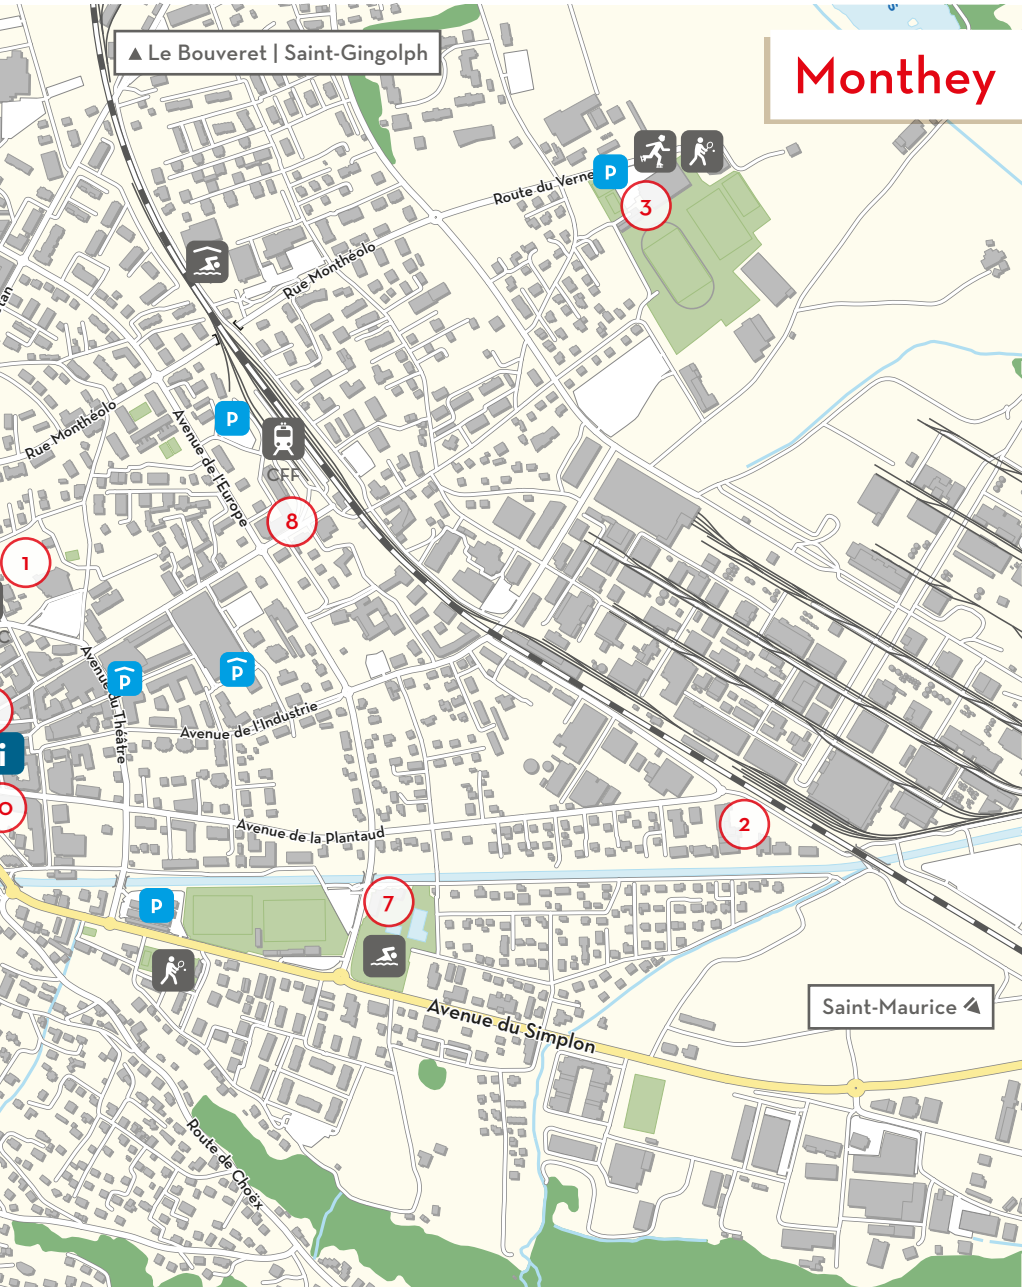 ▲ Le Bouveret | Saint-Gingolph
Monthey
P
Route du Verne
3
Rue Monthéolo
P
Rue Monthéolo
Avenue de l'Europe
CFF
8
1
C
Avenue du Théâtre
P
P
Avenue de l'Industrie
i
0
Avenue de la Plantaud
2
7
P
Avenue du Simplon
Saint-Maurice
Route de Choëx